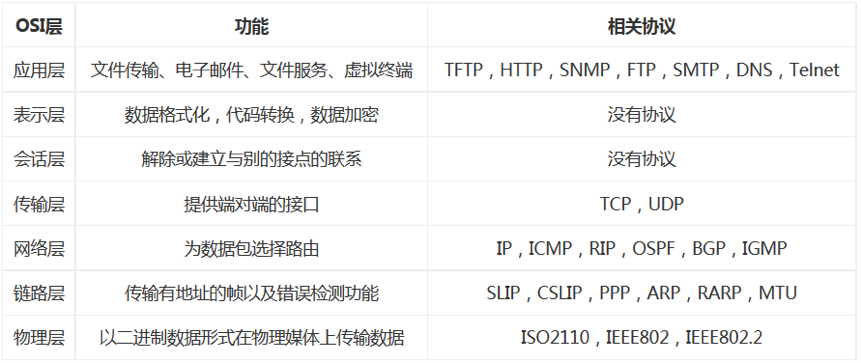 OSI层 功能 相关协议
应用层 文件传输、电子邮件、文件服务、虚拟终端 TFTP，HTTP，SNMP，FTP，SMTP，DNS，Telnet
表示层 数据格式化，代码转换，数据加密 没有协议
会话层 解除或建立与别的接点的联系 没有协议
传输层 提供端对端的接口 TCP，UDP
网络层 为数据包选择路由 IP，ICMP，RIP，OSPF，BGP，IGMP
链路层 传输有地址的帧以及错误检测功能 SLIP，CSLIP，PPP，ARP，RARP，MTU
物理层 以二进制数据形式在物理媒体上传输数据 ISO2110，IEEE802，IEEE802.2